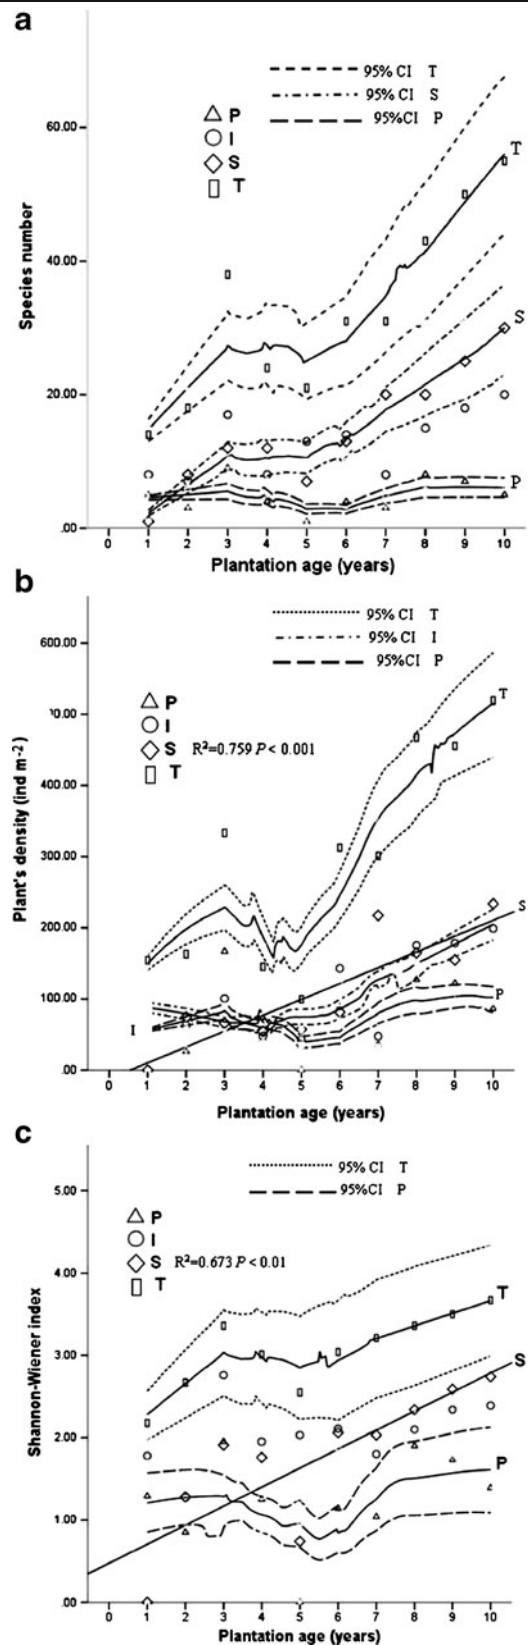 a
95% CI T
95% CI S
95%CI P
P
I
S
T
60.00
40.00
20.00
.00
Species number
T
S
P
0 1 2 3 4 5 6 7 8 9 10
Plantation age (years)
b
95% CI T
95% CI I
95%CI P
P
I
S R²=0.759 P < 0.001
T
600.00
)0.00
400.00
300.00
200.00
100.00
.00
Plant's density (ind m⁻²)
T
S
P
I
0 1 2 3 4 5 6 7 8 9 10
Plantation age (years)
c
95% CI T
95%CI P
P
I
S R²=0.673 P < 0.01
T
5.00
4.00
3.00
2.00
1.00
.00
Shannon-Wiener index
T
S
P
0 1 2 3 4 5 6 7 8 9 10
Plantation age (years)